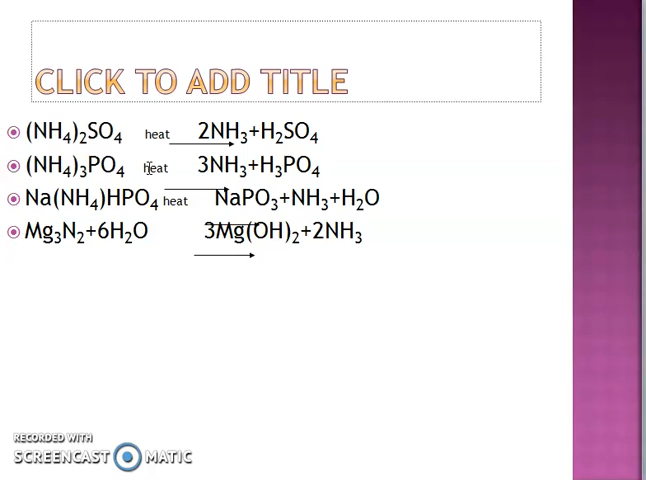 CLICK TO ADD TITLE
(NH₄)₂SO₄ heat 2NH₃+H₂SO₄
(NH₄)₃PO₄ heat 3NH₃+H₃PO₄
Na(NH₄)HPO₄ heat NaPO₃+NH₃+H₂O
Mg₃N₂+6H₂O 3Mg(OH)₂+2NH₃
RECORDED WITH
SCREENCAST MATIC